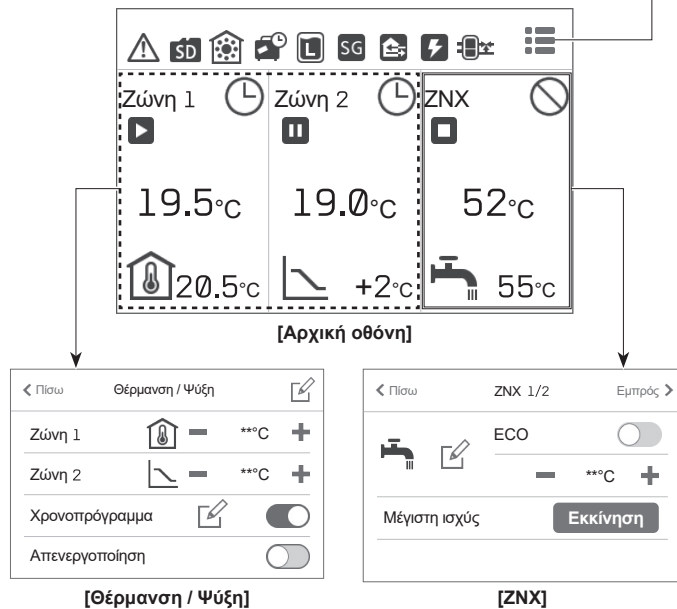 SD L SG
Ζώνη 1 Ζώνη 2 ZNX
19.5°C 19.0°C 52°C
20.5°C +2°C 55°C
[Αρχική οθόνη]
Πίσω Θέρμανση / Ψύξη
Ζώνη 1 **°C
Ζώνη 2 **°C
Χρονοπρόγραμμα
Απενεργοποίηση
[Θέρμανση / Ψύξη]
Πίσω ZNX 1/2 Εμπρός
ECO
**°C
Μέγιστη ισχύς Εκκίνηση
[ZNX]